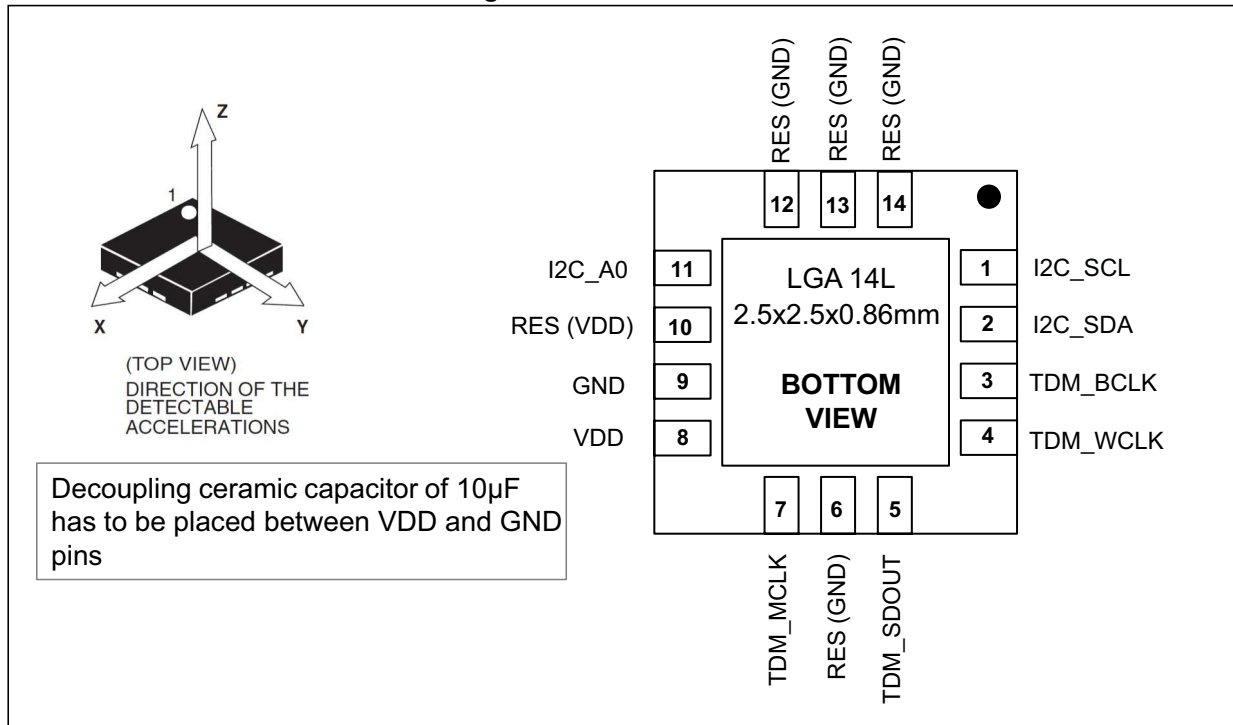 Z
1
X
Y
(TOP VIEW)
DIRECTION OF THE
DETECTABLE
ACCELERATIONS
Decoupling ceramic capacitor of 10µF
has to be placed between VDD and GND
pins
RES (GND)
RES (GND)
RES (GND)
12
13
14
I2C_A0
11
RES (VDD)
10
GND
9
VDD
8
LGA 14L
2.5x2.5x0.86mm
BOTTOM
VIEW
1
I2C_SCL
2
I2C_SDA
3
TDM_BCLK
4
TDM_WCLK
7
6
5
TDM_MCLK
RES (GND)
TDM_SDOUT